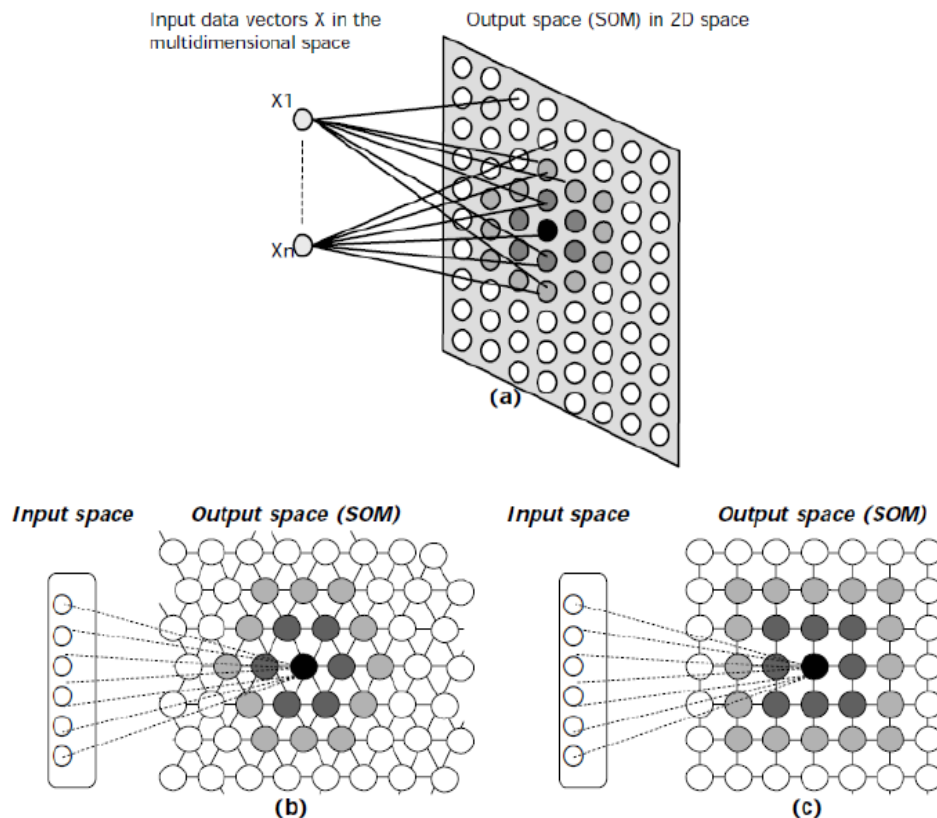 Input data vectors X in the
multidimensional space
Output space (SOM) in 2D space
X1
Xn
(a)
Input space
Output space (SOM)
(b)
Input space
Output space (SOM)
(c)